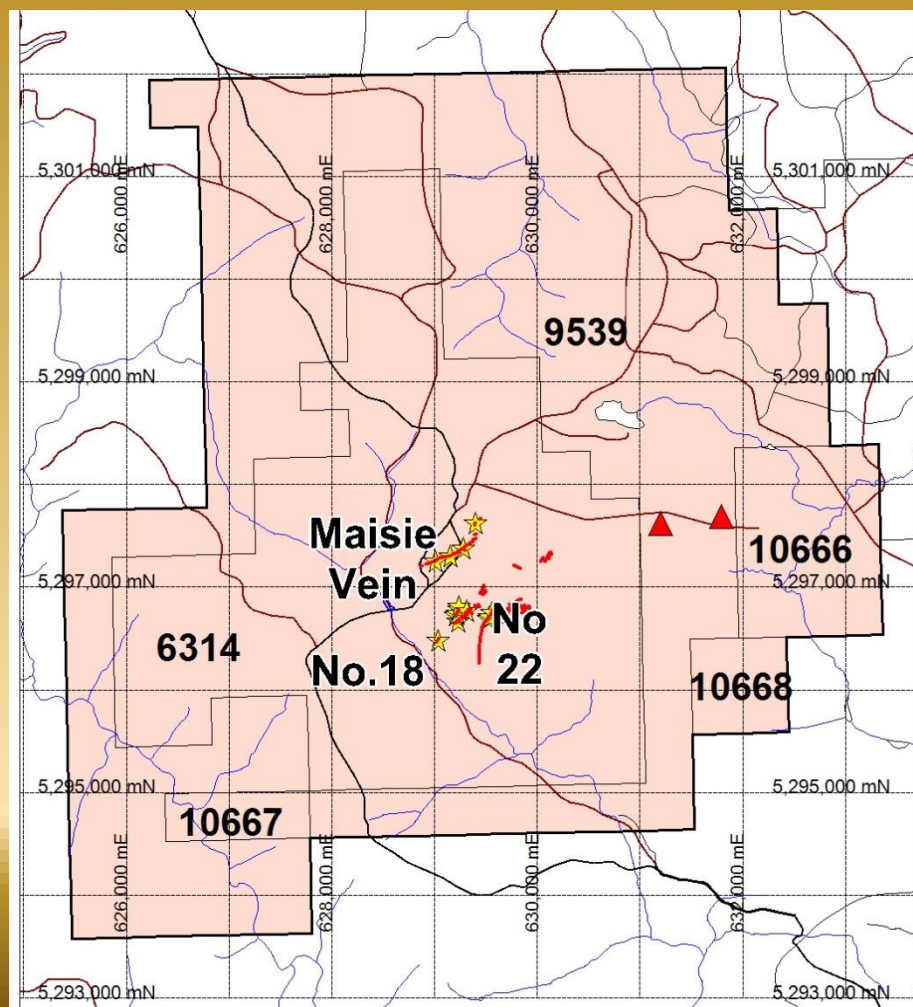 626,000 mE
628,000 mE
630,000 mE
632,000 mE
5,301,000 mN
5,301,000 mN
9539
5,299,000 mN
5,299,000 mN
Maisie
Vein
10666
5,297,000 mN
5,297,000 mN
6314
No.18
No
22
10668
5,295,000 mN
5,295,000 mN
10667
626,000 mE
628,000 mE
630,000 mE
632,000 mE
5,293,000 mN
5,293,000 mN